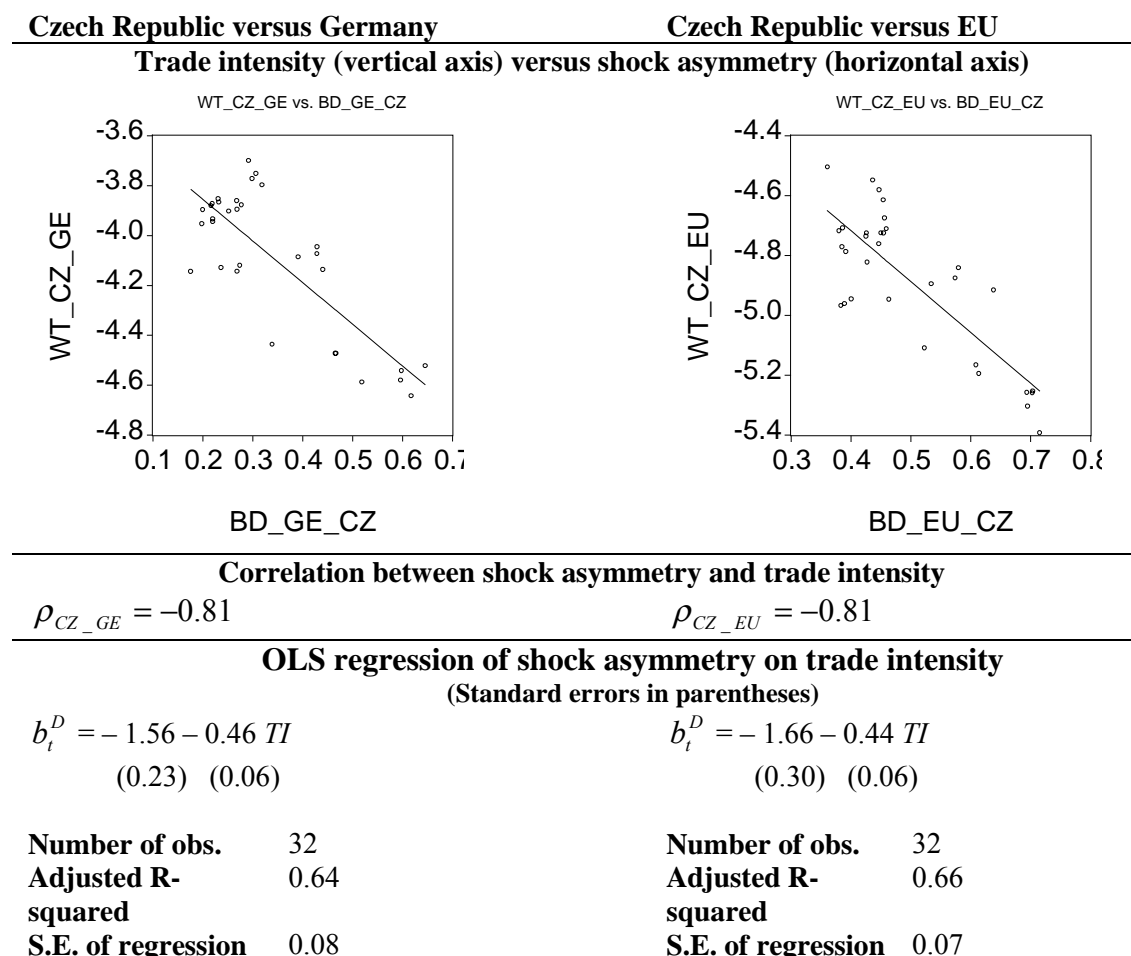 Czech Republic versus Germany Czech Republic versus EU
Trade intensity (vertical axis) versus shock asymmetry (horizontal axis)
WT_CZ_GE vs. BD_GE_CZ
-3.6
-3.8
-4.0
-4.2
-4.4
-4.6
-4.8
WT_CZ_GE
0.1 0.2 0.3 0.4 0.5 0.6
BD_GE_CZ
WT_CZ_EU vs. BD_EU_CZ
-4.4
-4.6
-4.8
-5.0
-5.2
-5.4
WT_CZ_EU
0.3 0.4 0.5 0.6 0.7
BD_EU_CZ
Correlation between shock asymmetry and trade intensity
ρ_{CZ_GE} = −0.81 ρ_{CZ_EU} = −0.81
OLS regression of shock asymmetry on trade intensity
(Standard errors in parentheses)
b_t^D = – 1.56 – 0.46 TI b_t^D = – 1.66 – 0.44 TI
(0.23) (0.06) (0.30) (0.06)
Number of obs. 32 Number of obs. 32
Adjusted R- 0.64 Adjusted R- 0.66
squared squared
S.E. of regression 0.08 S.E. of regression 0.07